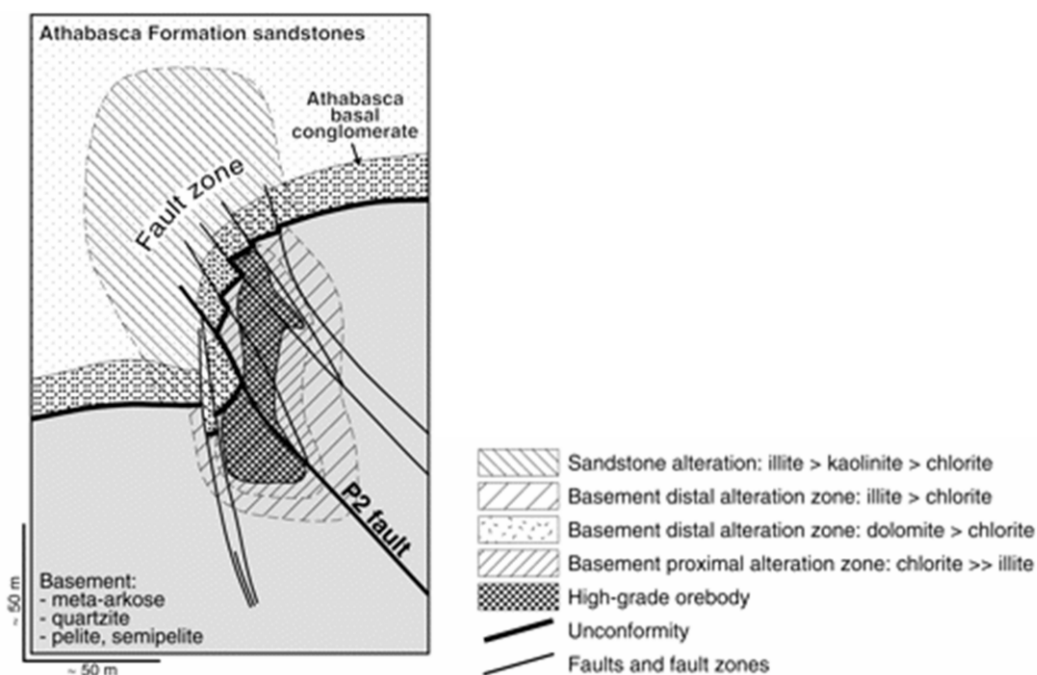 Athabasca Formation sandstones
Athabasca
basal
conglomerate
Fault zone
P2 fault
Basement:
- meta-arkose
- quartzite
- pelite, semipelite
~ 50 m
~ 50 m
Sandstone alteration: illite > kaolinite > chlorite
Basement distal alteration zone: illite > chlorite
Basement distal alteration zone: dolomite > chlorite
Basement proximal alteration zone: chlorite >> illite
High-grade orebody
Unconformity
Faults and fault zones